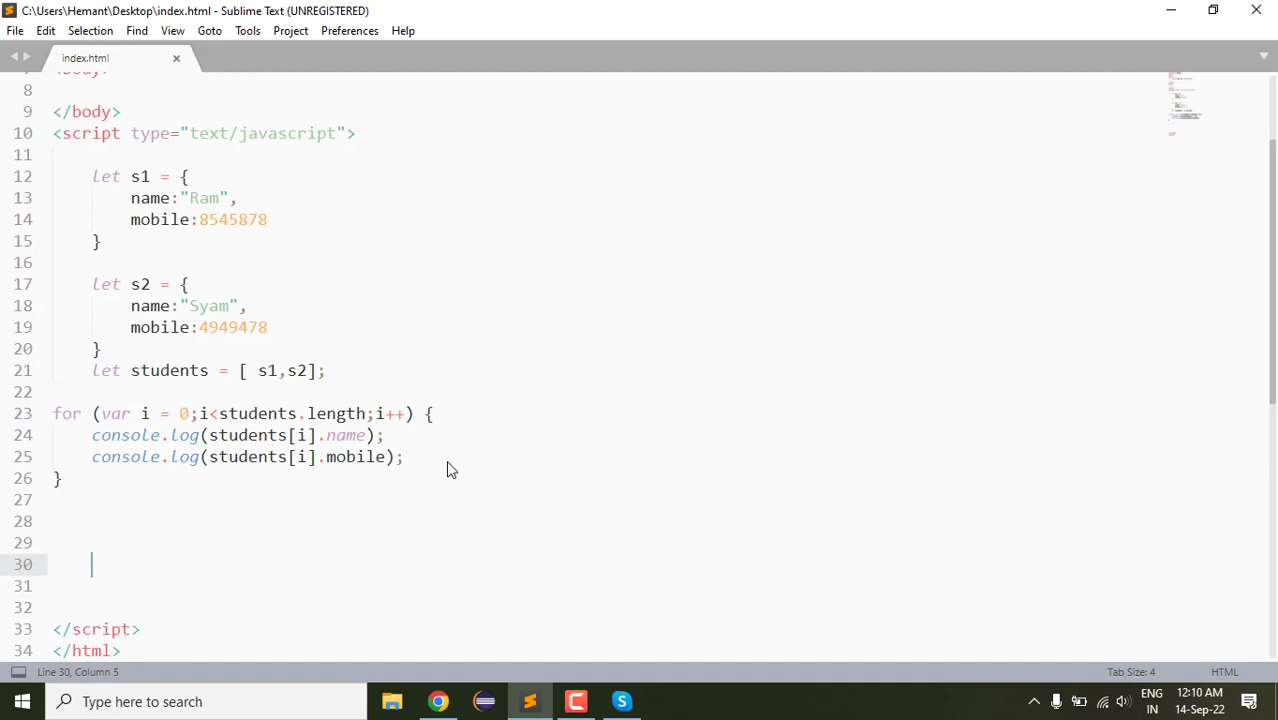 C:\Users\Hemant\Desktop\index.html - Sublime Text (UNREGISTERED)
File Edit Selection Find View Goto Tools Project Preferences Help
index.html
7 <body>
8
9 </body>
10 <script type="text/javascript">
11
12 let s1 = {
13 name:"Ram",
14 mobile:8545878
15 }
16
17 let s2 = {
18 name:"Syam",
19 mobile:4949478
20 }
21 let students = [ s1,s2];
22
23 for (var i = 0;i<students.length;i++) {
24 console.log(students[i].name);
25 console.log(students[i].mobile);
26 }
27
28
29
30
31
32
33 </script>
34 </html>
Line 30, Column 5 Tab Size: 4 HTML
Type here to search
ENG
IN
12:10 AM
14-Sep-22